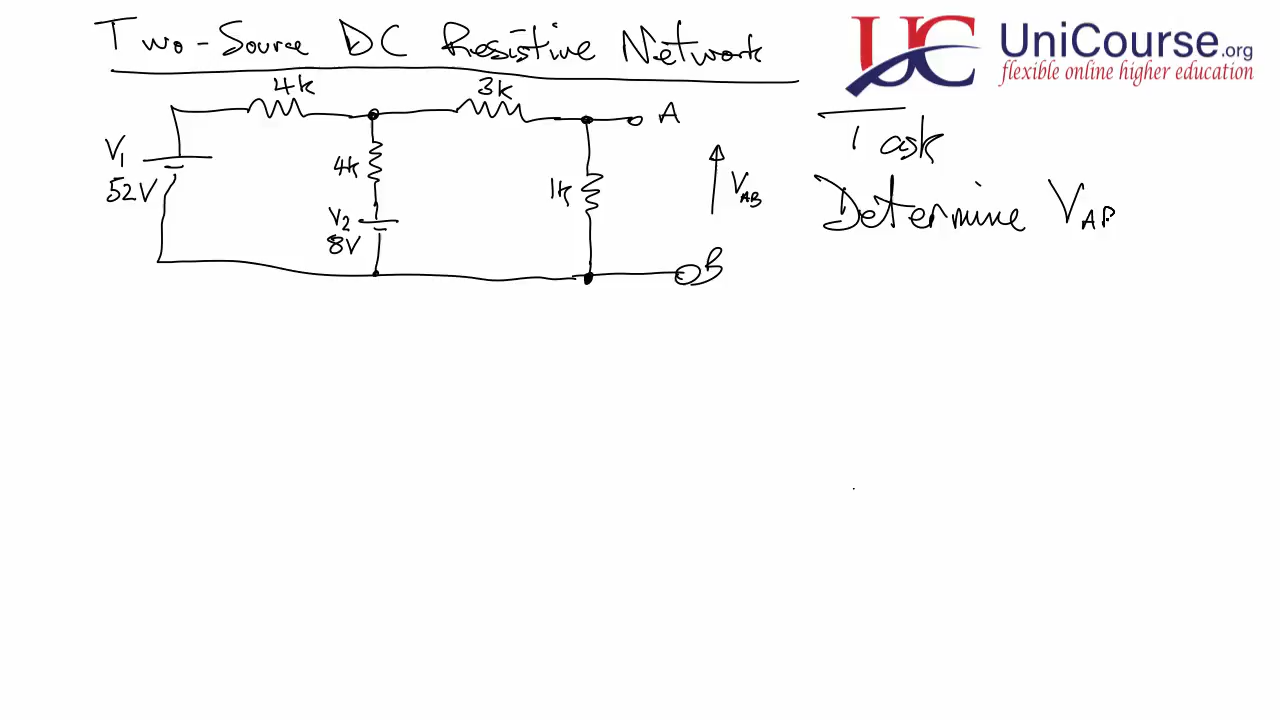 Two-Source DC Resistive Network
UC UniCourse.org
flexible online higher education
4k
3k
A
Task
V1
52V
4k
1k
VAB
Determine VAB
V2
8V
B